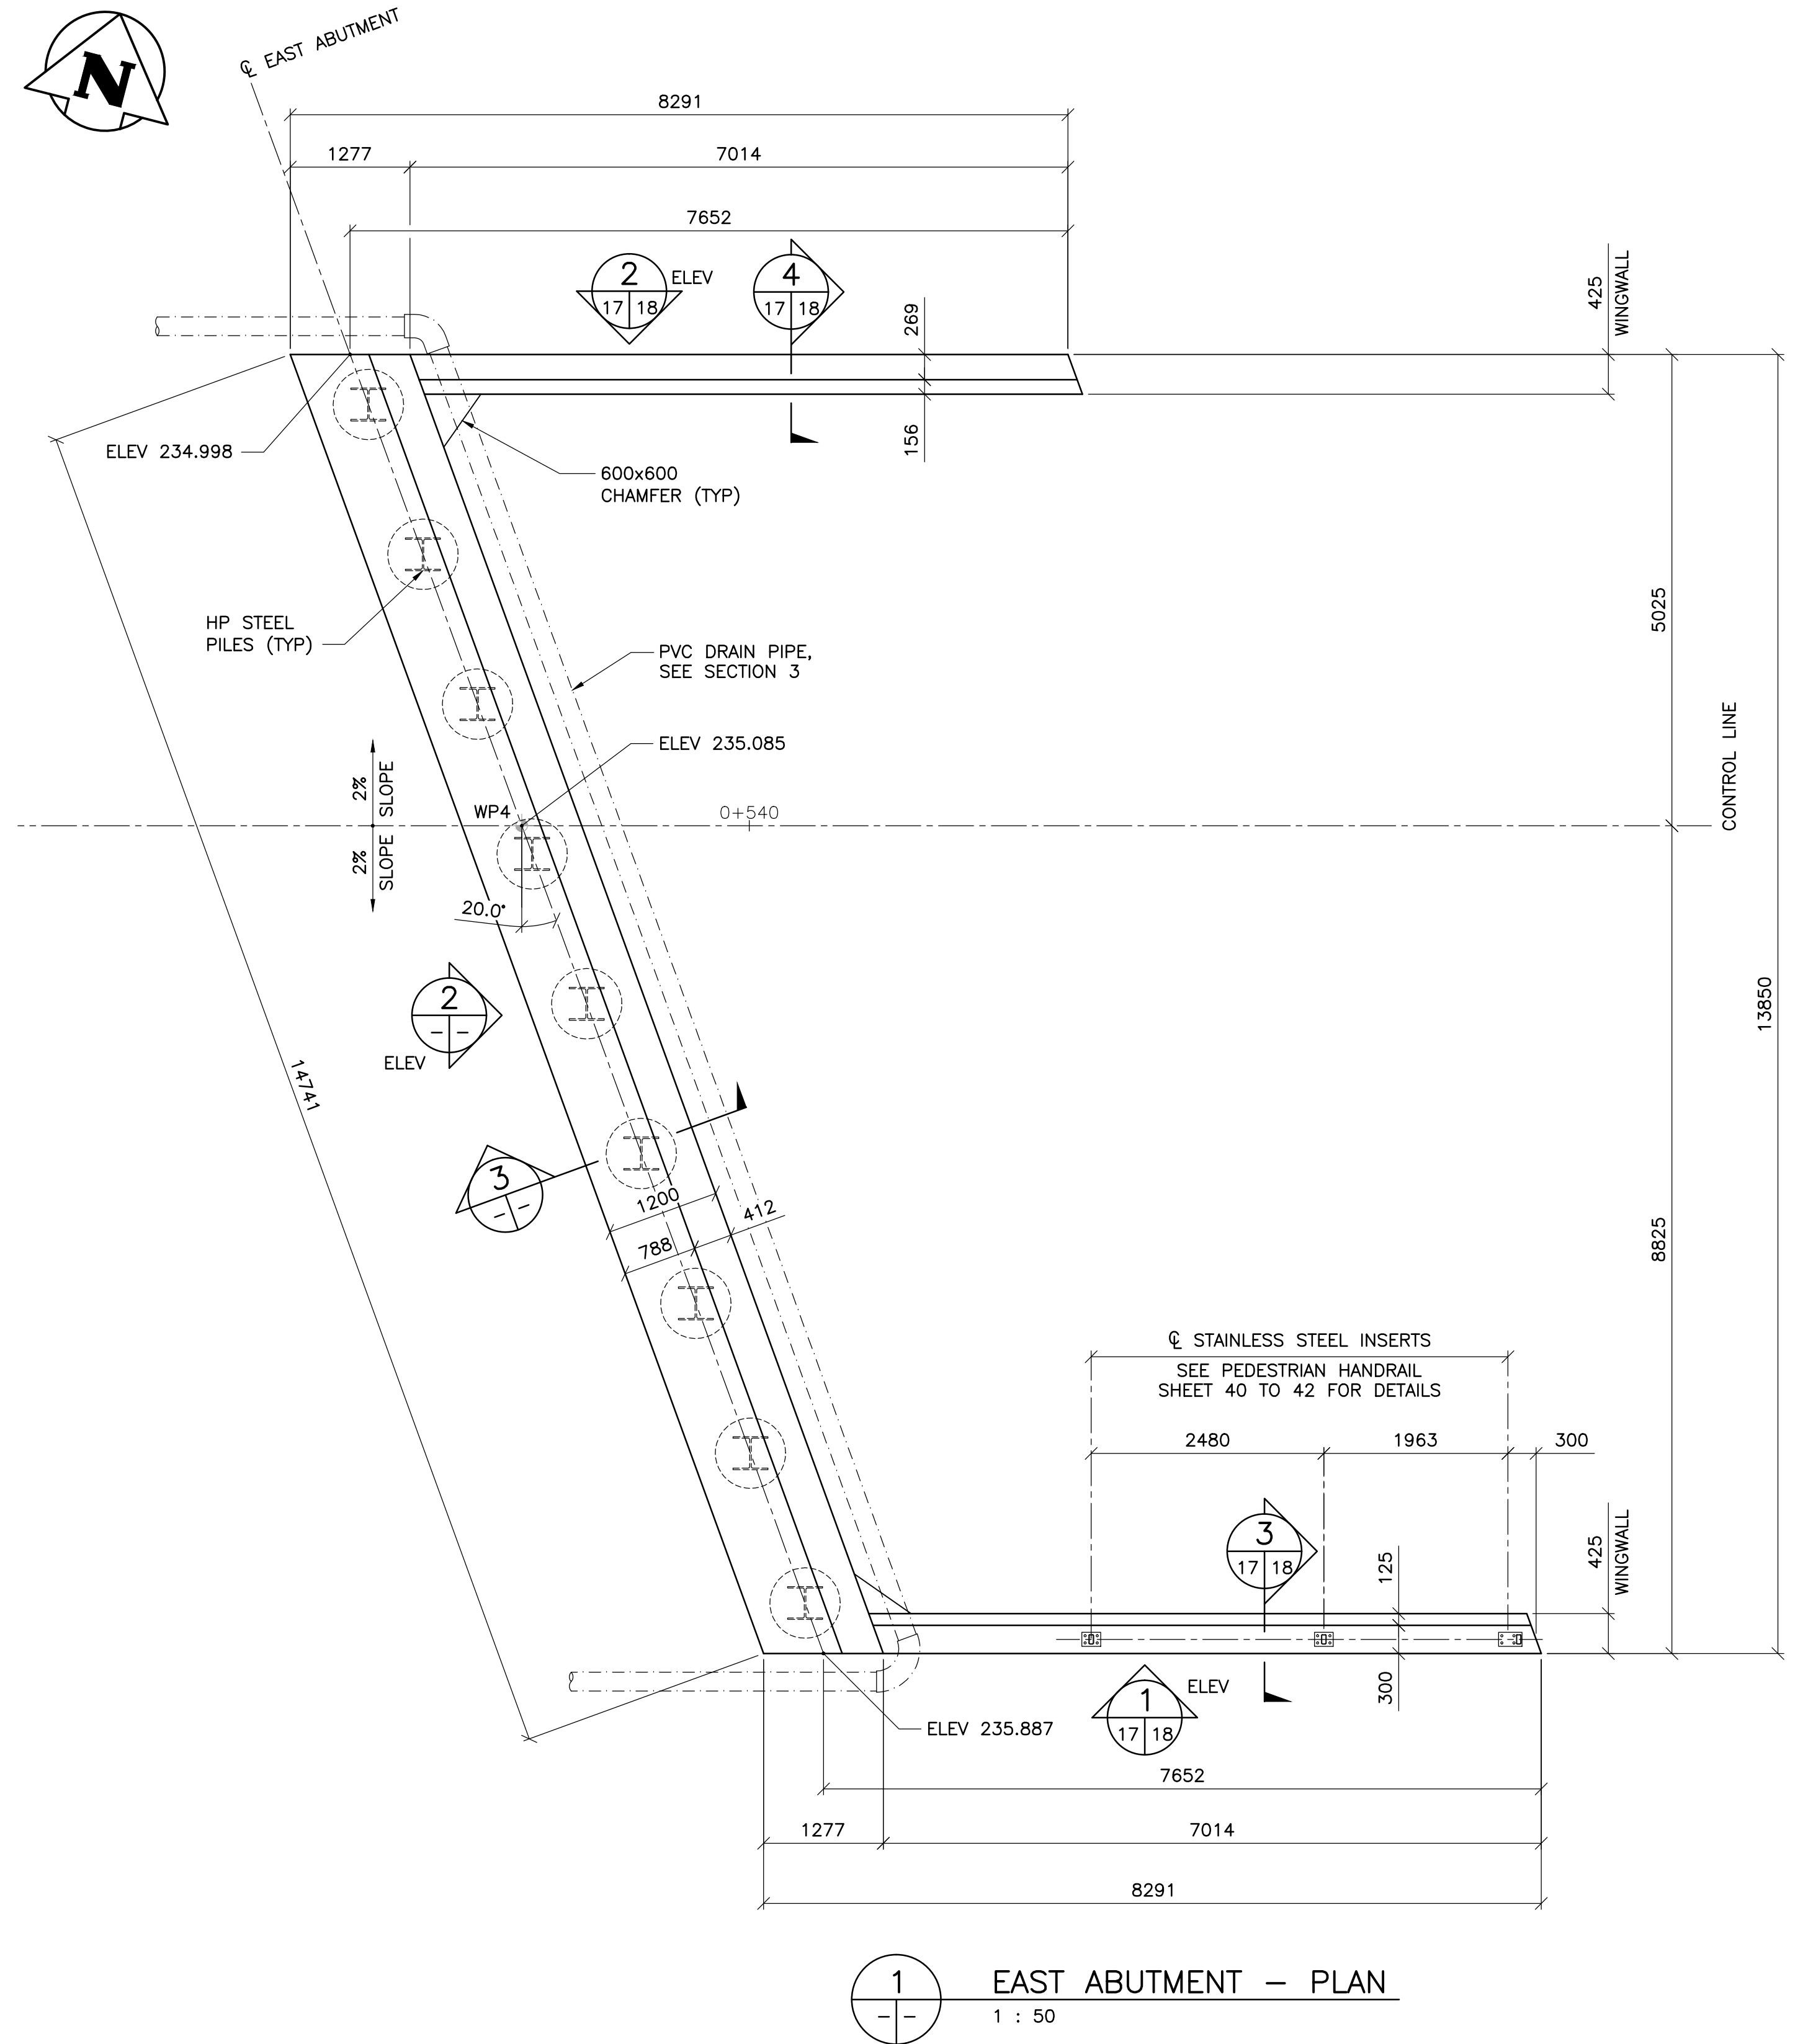 N
℄ EAST ABUTMENT
8291
1277
7014
7652
2
17 18
ELEV
4
17 18
269
425
WINGWALL
ELEV 234.998
156
600x600
CHAMFER (TYP)
HP STEEL
PILES (TYP)
PVC DRAIN PIPE,
SEE SECTION 3
5025
ELEV 235.085
2%
SLOPE
WP4
0+540
CONTROL LINE
2%
SLOPE
20.0°
2
- -
ELEV
13850
14741
3
- -
1200
412
788
8825
℄ STAINLESS STEEL INSERTS
SEE PEDESTRIAN HANDRAIL
SHEET 40 TO 42 FOR DETAILS
2480
1963
300
3
17 18
125
425
WINGWALL
300
1
17 18
ELEV
ELEV 235.887
7652
1277
7014
8291
1
- -
EAST ABUTMENT – PLAN
1 : 50